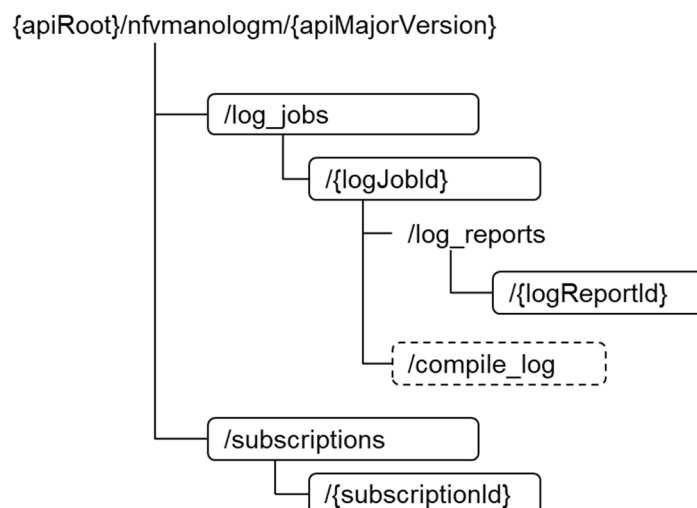 {apiRoot}/nfvmanologm/{apiMajorVersion}
/log_jobs
/{logJobId}
/log_reports
/{logReportId}
/compile_log
/subscriptions
/{subscriptionId}